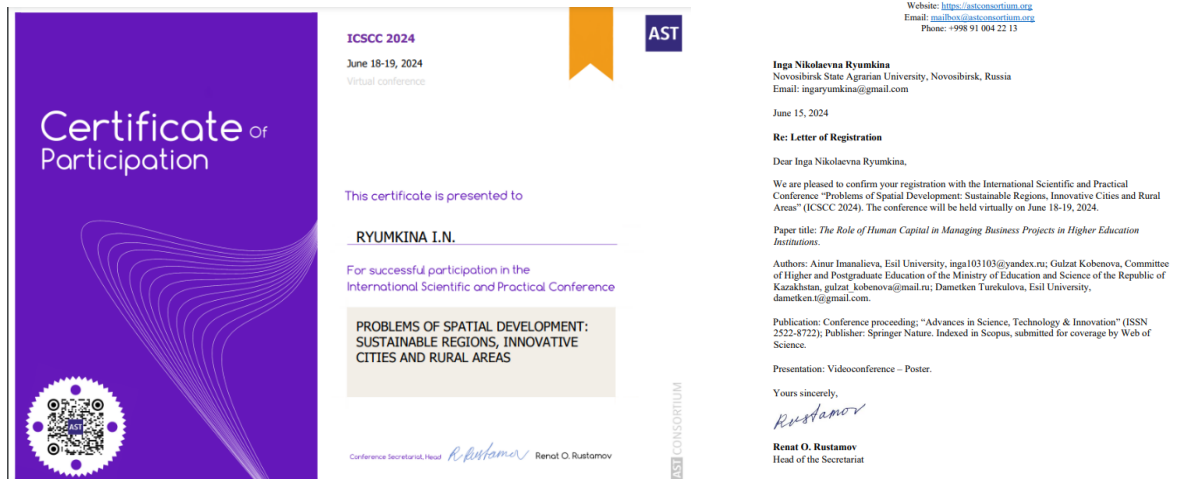 Certificate Of
Participation
AST
ICSCC 2024
June 18-19, 2024
Virtual conference
AST
This certificate is presented to
RYUMKINA I.N.
For successful participation in the
International Scientific and Practical Conference
PROBLEMS OF SPATIAL DEVELOPMENT:
SUSTAINABLE REGIONS, INNOVATIVE
CITIES AND RURAL AREAS
Conference Secretariat, Head R.Rustamov Renat O. Rustamov
AST CONSORTIUM
Website: https://astconsortium.org
Email: mailbox@astconsortium.org
Phone: +998 91 004 22 13
Inga Nikolaevna Ryumkina
Novosibirsk State Agrarian University, Novosibirsk, Russia
Email: ingaryumkina@gmail.com
June 15, 2024
Re: Letter of Registration
Dear Inga Nikolaevna Ryumkina,
We are pleased to confirm your registration with the International Scientific and Practical
Conference “Problems of Spatial Development: Sustainable Regions, Innovative Cities and Rural
Areas” (ICSCC 2024). The conference will be held virtually on June 18-19, 2024.
Paper title: The Role of Human Capital in Managing Business Projects in Higher Education
Institutions.
Authors: Ainur Imanalieva, Esil University, inga103103@yandex.ru; Gulzat Kobenova, Committee
of Higher and Postgraduate Education of the Ministry of Education and Science of the Republic of
Kazakhstan, gulzat_kobenova@mail.ru; Dametken Turekulova, Esil University,
dametken.t@gmail.com.
Publication: Conference proceeding; “Advances in Science, Technology & Innovation” (ISSN
2522-8722); Publisher: Springer Nature. Indexed in Scopus, submitted for coverage by Web of
Science.
Presentation: Videoconference – Poster.
Yours sincerely,
Rustamov
Renat O. Rustamov
Head of the Secretariat